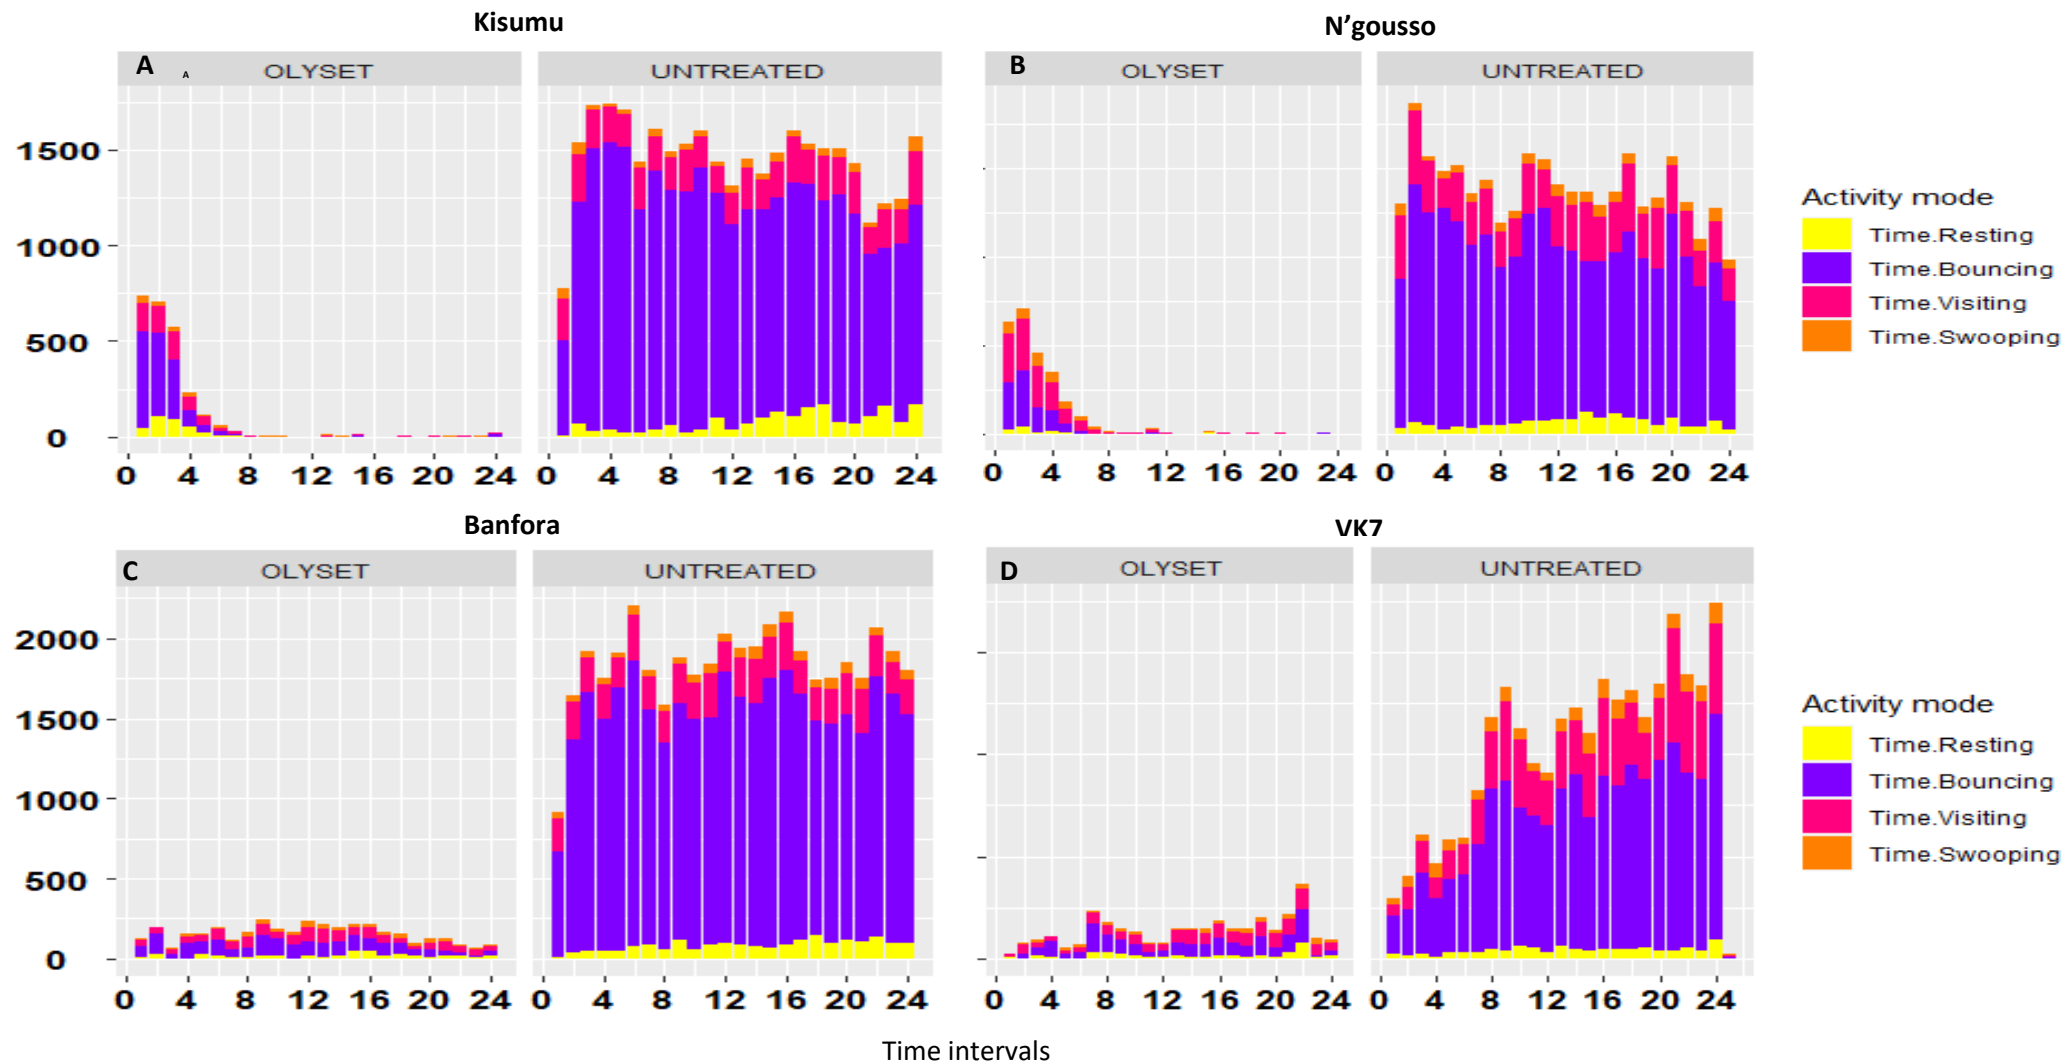 Kisumu
N'gousso
A
A
OLYSET
UNTREATED
B
OLYSET
UNTREATED
1500
1000
500
0
0 4 8 12 16 20 24
0 4 8 12 16 20 24
0 4 8 12 16 20 24
0 4 8 12 16 20 24
Activity mode
Time.Resting
Time.Bouncing
Time.Visiting
Time.Swooping
Banfora
VK7
C
OLYSET
UNTREATED
D
OLYSET
UNTREATED
2000
1500
1000
500
0
0 4 8 12 16 20 24
0 4 8 12 16 20 24
0 4 8 12 16 20 24
0 4 8 12 16 20 24
Activity mode
Time.Resting
Time.Bouncing
Time.Visiting
Time.Swooping
Time intervals